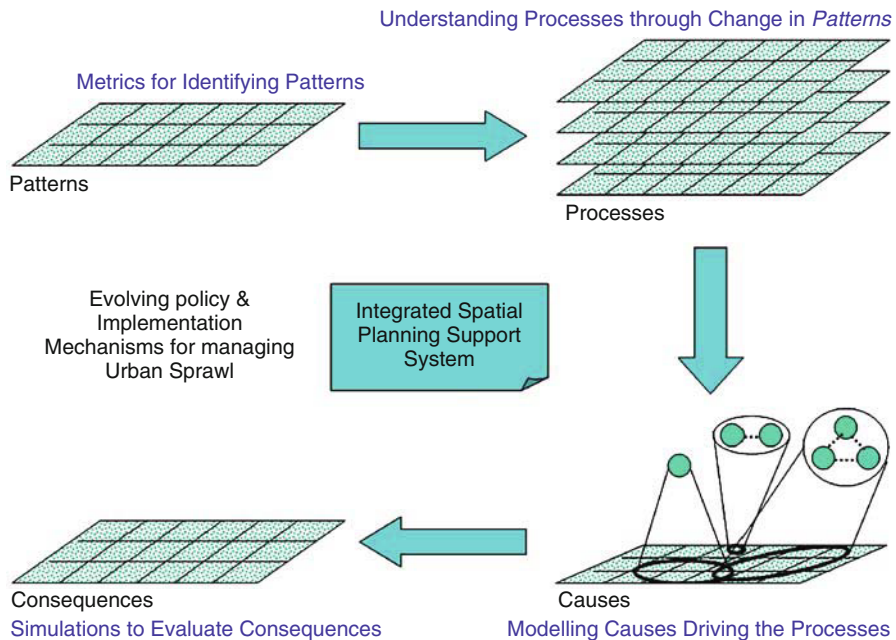 Understanding Processes through Change in Patterns
Metrics for Identifying Patterns
Patterns
Processes
Evolving policy &
Implementation
Mechanisms for managing
Urban Sprawl
Integrated Spatial
Planning Support
System
Consequences
Simulations to Evaluate Consequences
Causes
Modelling Causes Driving the Processes